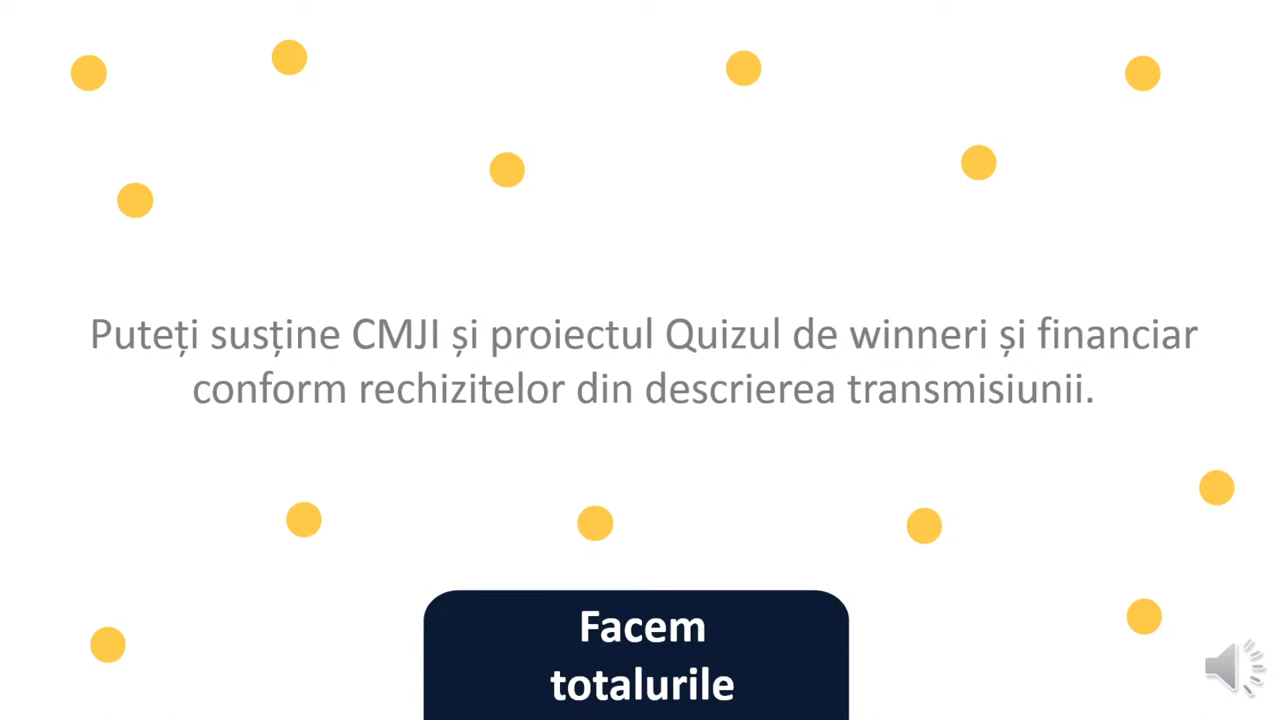 Puteți susține CMJI și proiectul Quizul de winneri și financiar
conform rechizitelor din descrierea transmisiunii.
Facem
totalurile